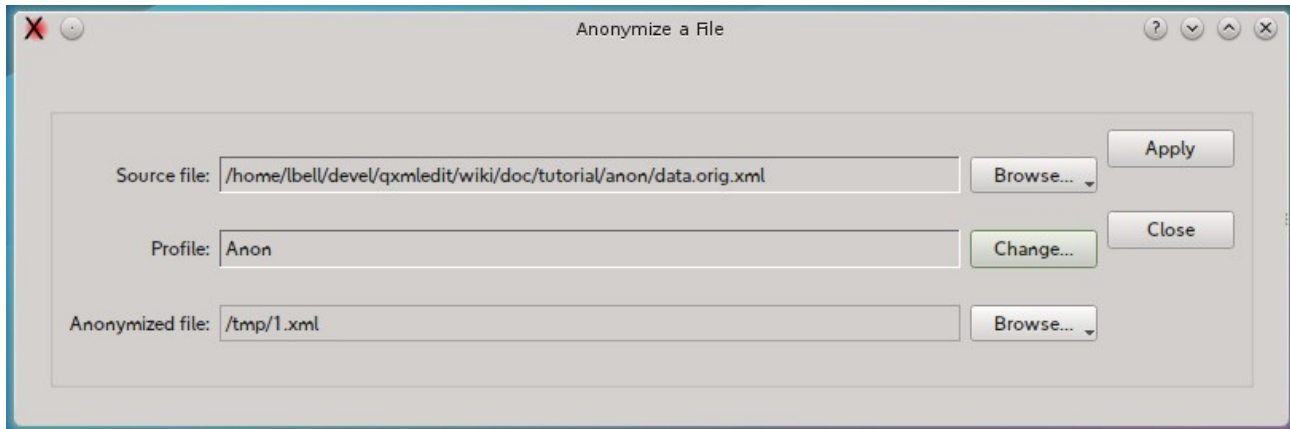 Anonymize a File
Source file: /home/lbell/devel/qxmledit/wiki/doc/tutorial/anon/data.orig.xml Browse... Apply
Profile: Anon Change... Close
Anonymized file: /tmp/1.xml Browse...